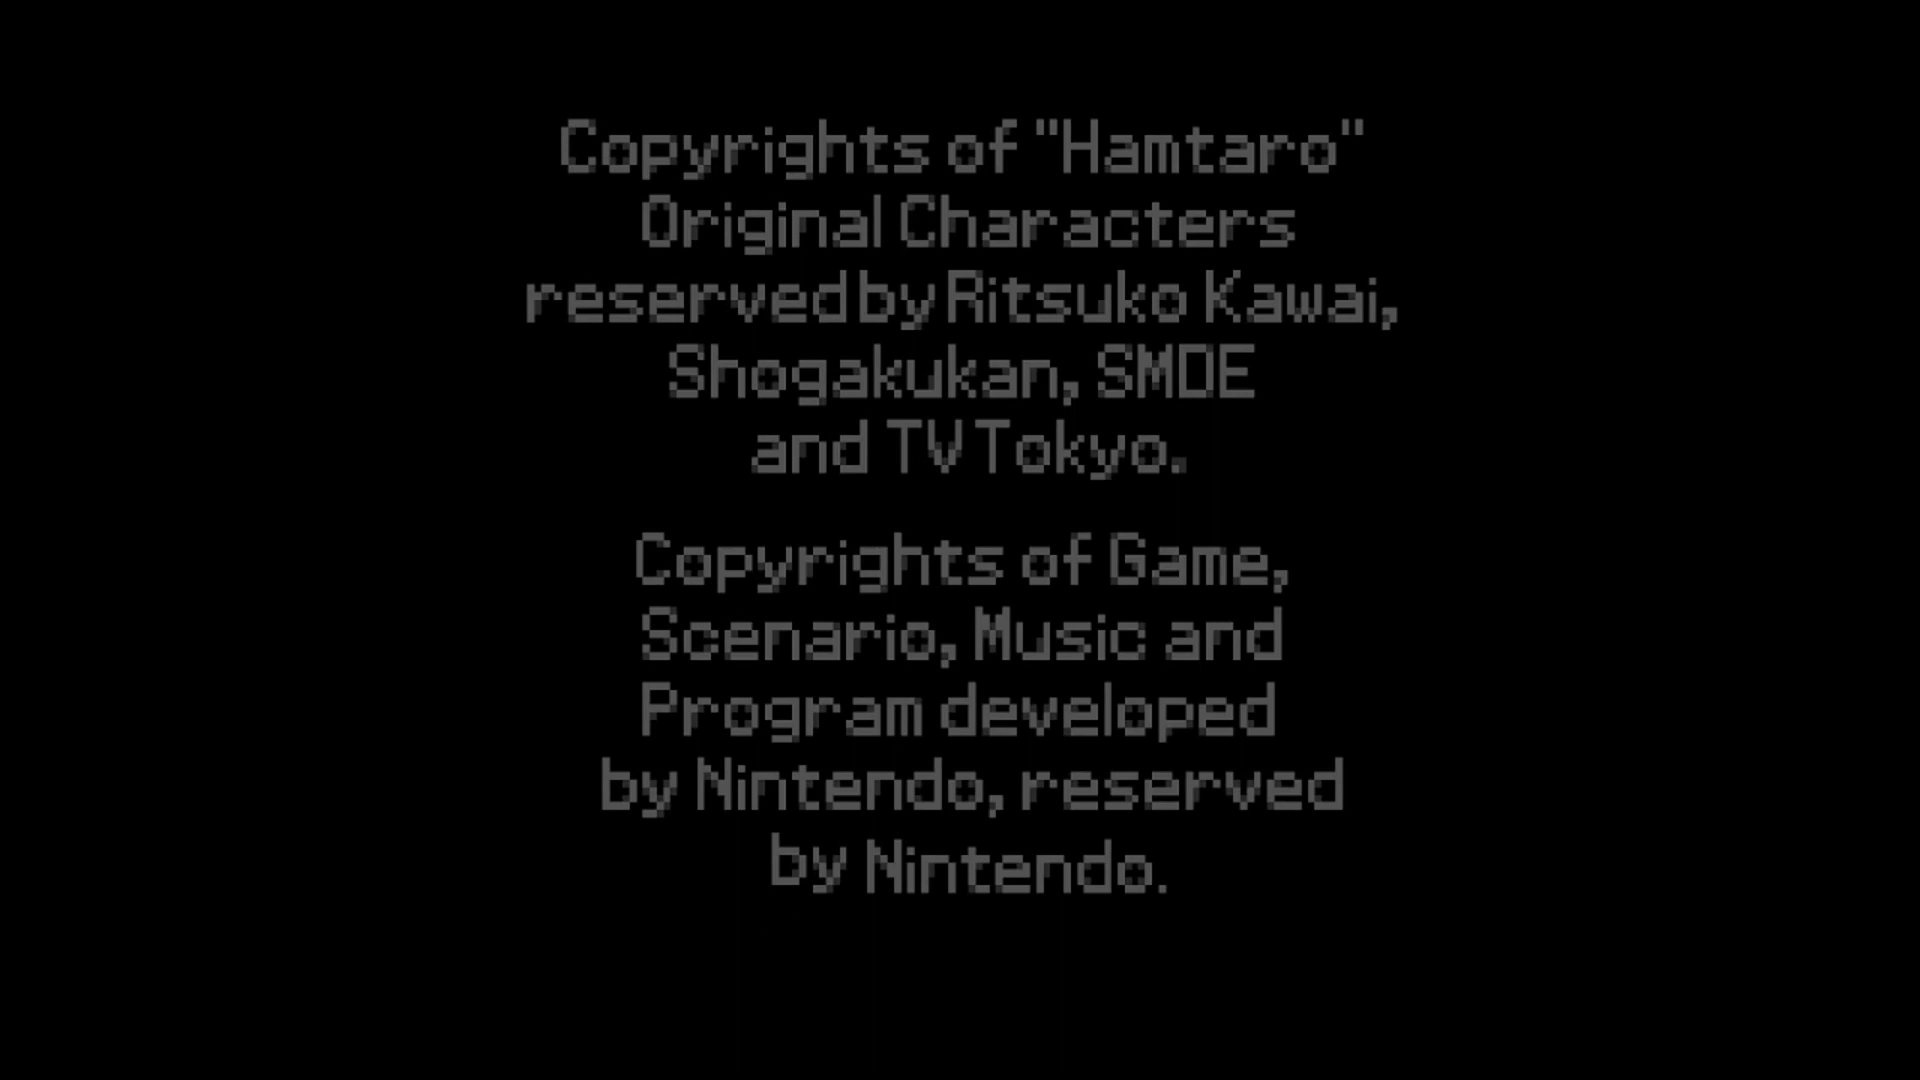 Copyrights of "Hamtaro"
Original Characters
reserved by Ritsuko Kawai,
Shogakukan, SMDE
and TV Tokyo.
Copyrights of Game,
Scenario, Music and
Program developed
by Nintendo, reserved
by Nintendo.